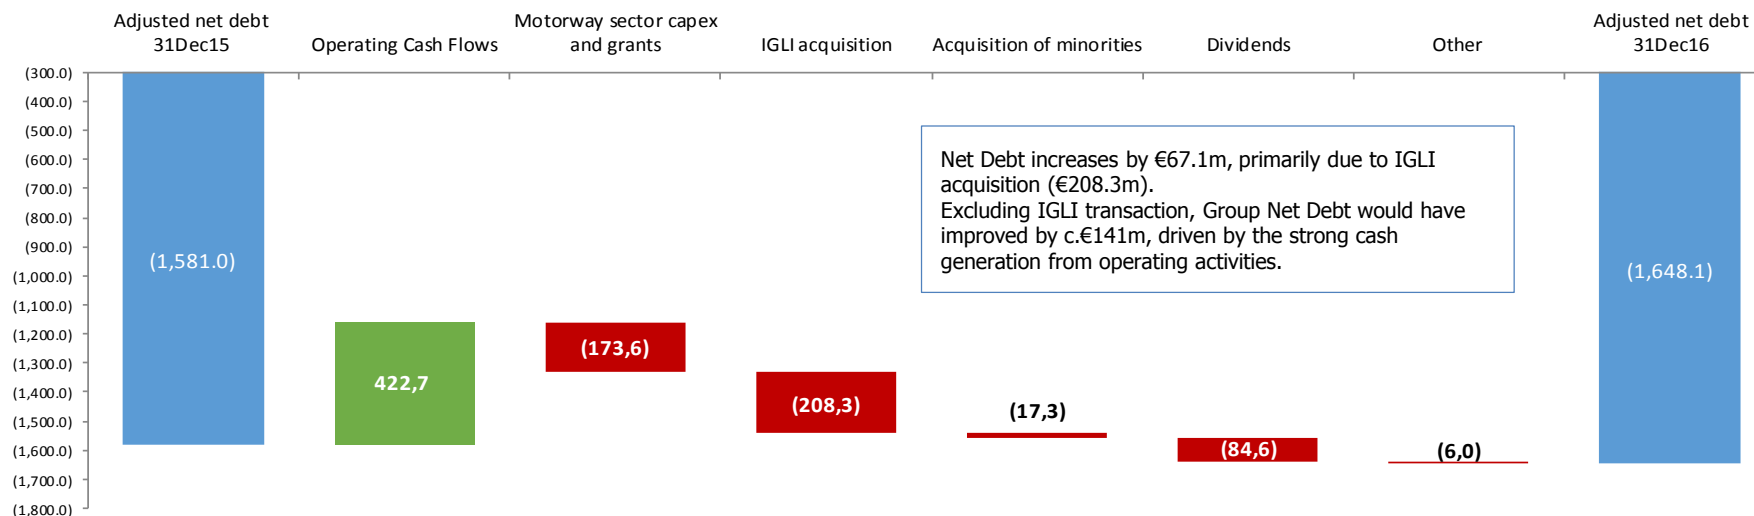 Adjusted net debt
31Dec15
Operating Cash Flows
Motorway sector capex
and grants
IGLI acquisition
Acquisition of minorities
Dividends
Other
Adjusted net debt
31Dec16
(300.0)
(400.0)
(500.0)
(600.0)
(700.0)
(800.0)
(900.0)
(1,000.0)
(1,100.0)
(1,200.0)
(1,300.0)
(1,400.0)
(1,500.0)
(1,600.0)
(1,700.0)
(1,800.0)
(1,581.0)
422,7
(173,6)
(208,3)
(17,3)
(84,6)
(6,0)
(1,648.1)
Net Debt increases by €67.1m, primarily due to IGLI
acquisition (€208.3m).
Excluding IGLI transaction, Group Net Debt would have
improved by c.€141m, driven by the strong cash
generation from operating activities.